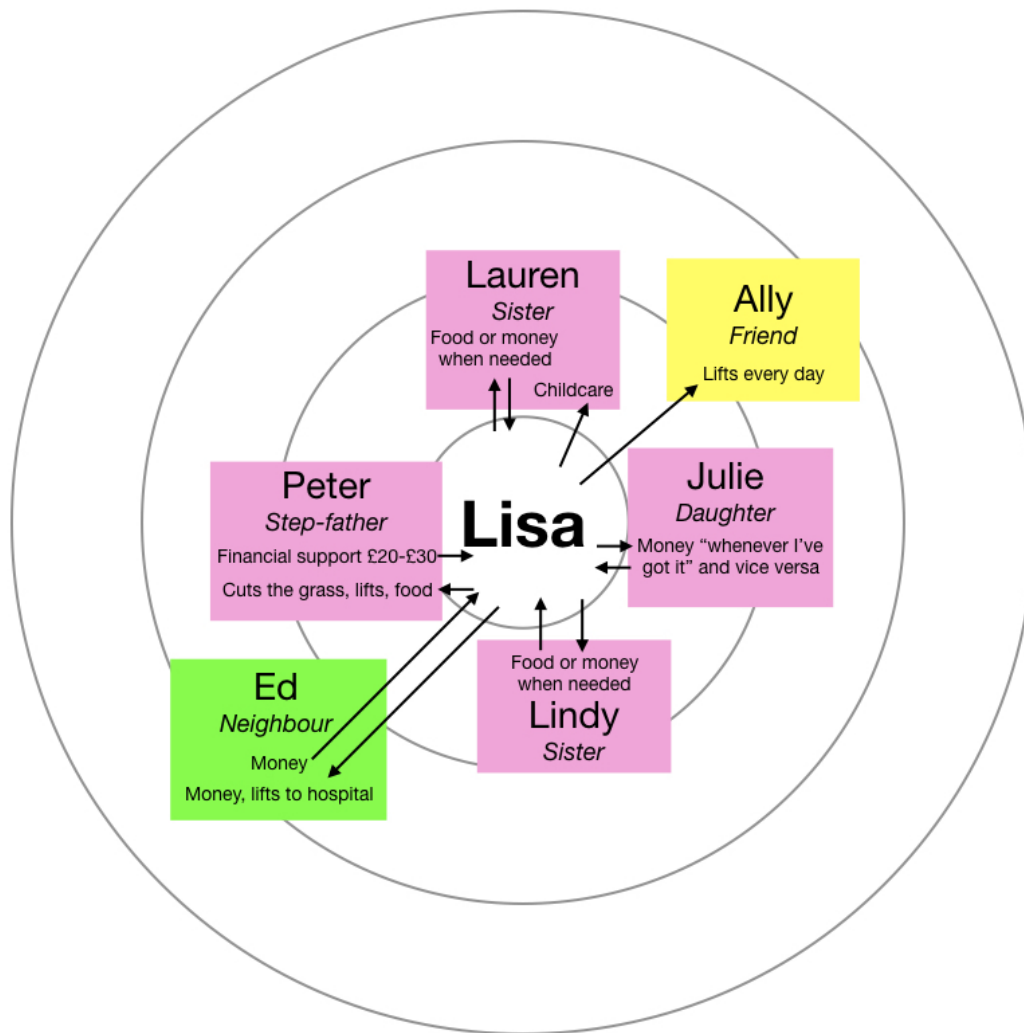 Lauren
Sister
Food or money
when needed
Childcare
Ally
Friend
Lifts every day
Peter
Step-father
Financial support £20-£30
Cuts the grass, lifts, food
Lisa
Julie
Daughter
Money “whenever I’ve
got it” and vice versa
Ed
Neighbour
Money
Money, lifts to hospital
Food or money
when needed
Lindy
Sister